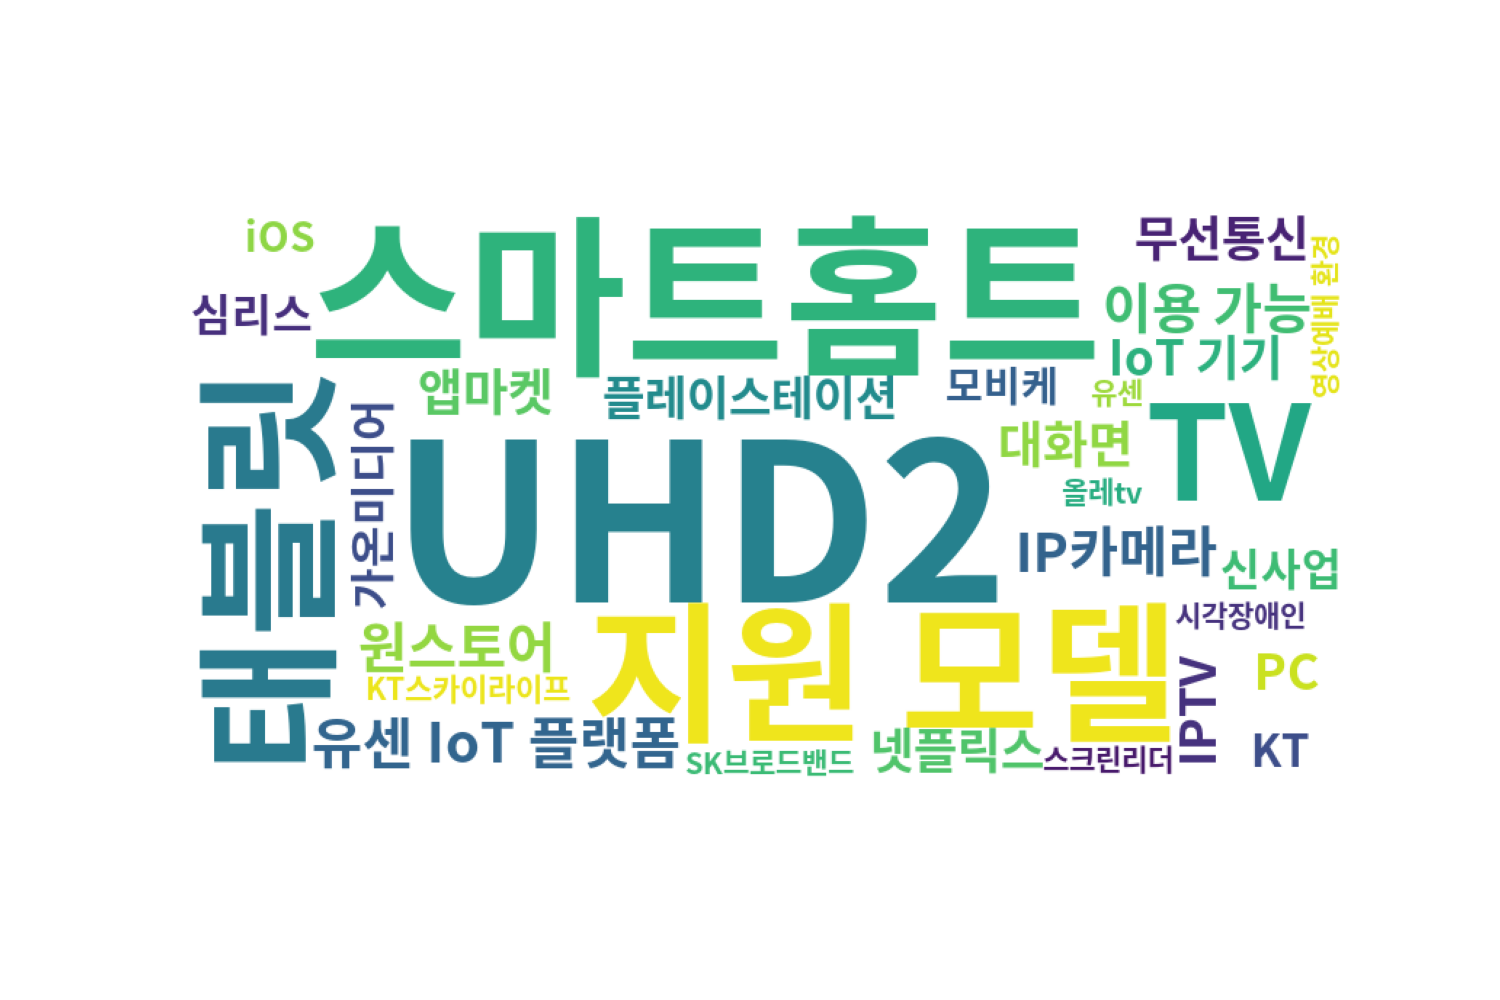 iOS
스마트홈트
무선통신
영상예배 환경
심리스
이용 가능
IoT 기기
태블릿
앱마켓
플레이스테이션
모비케
유센
TV
가온미디어
UHD2
대화면
올레tv
IP카메라
신사업
시각장애인
원스토어
지원 모델
KT스카이라이프
IPTV
PC
유센 IoT 플랫폼
SK브로드밴드
넷플릭스
스크린리더
KT